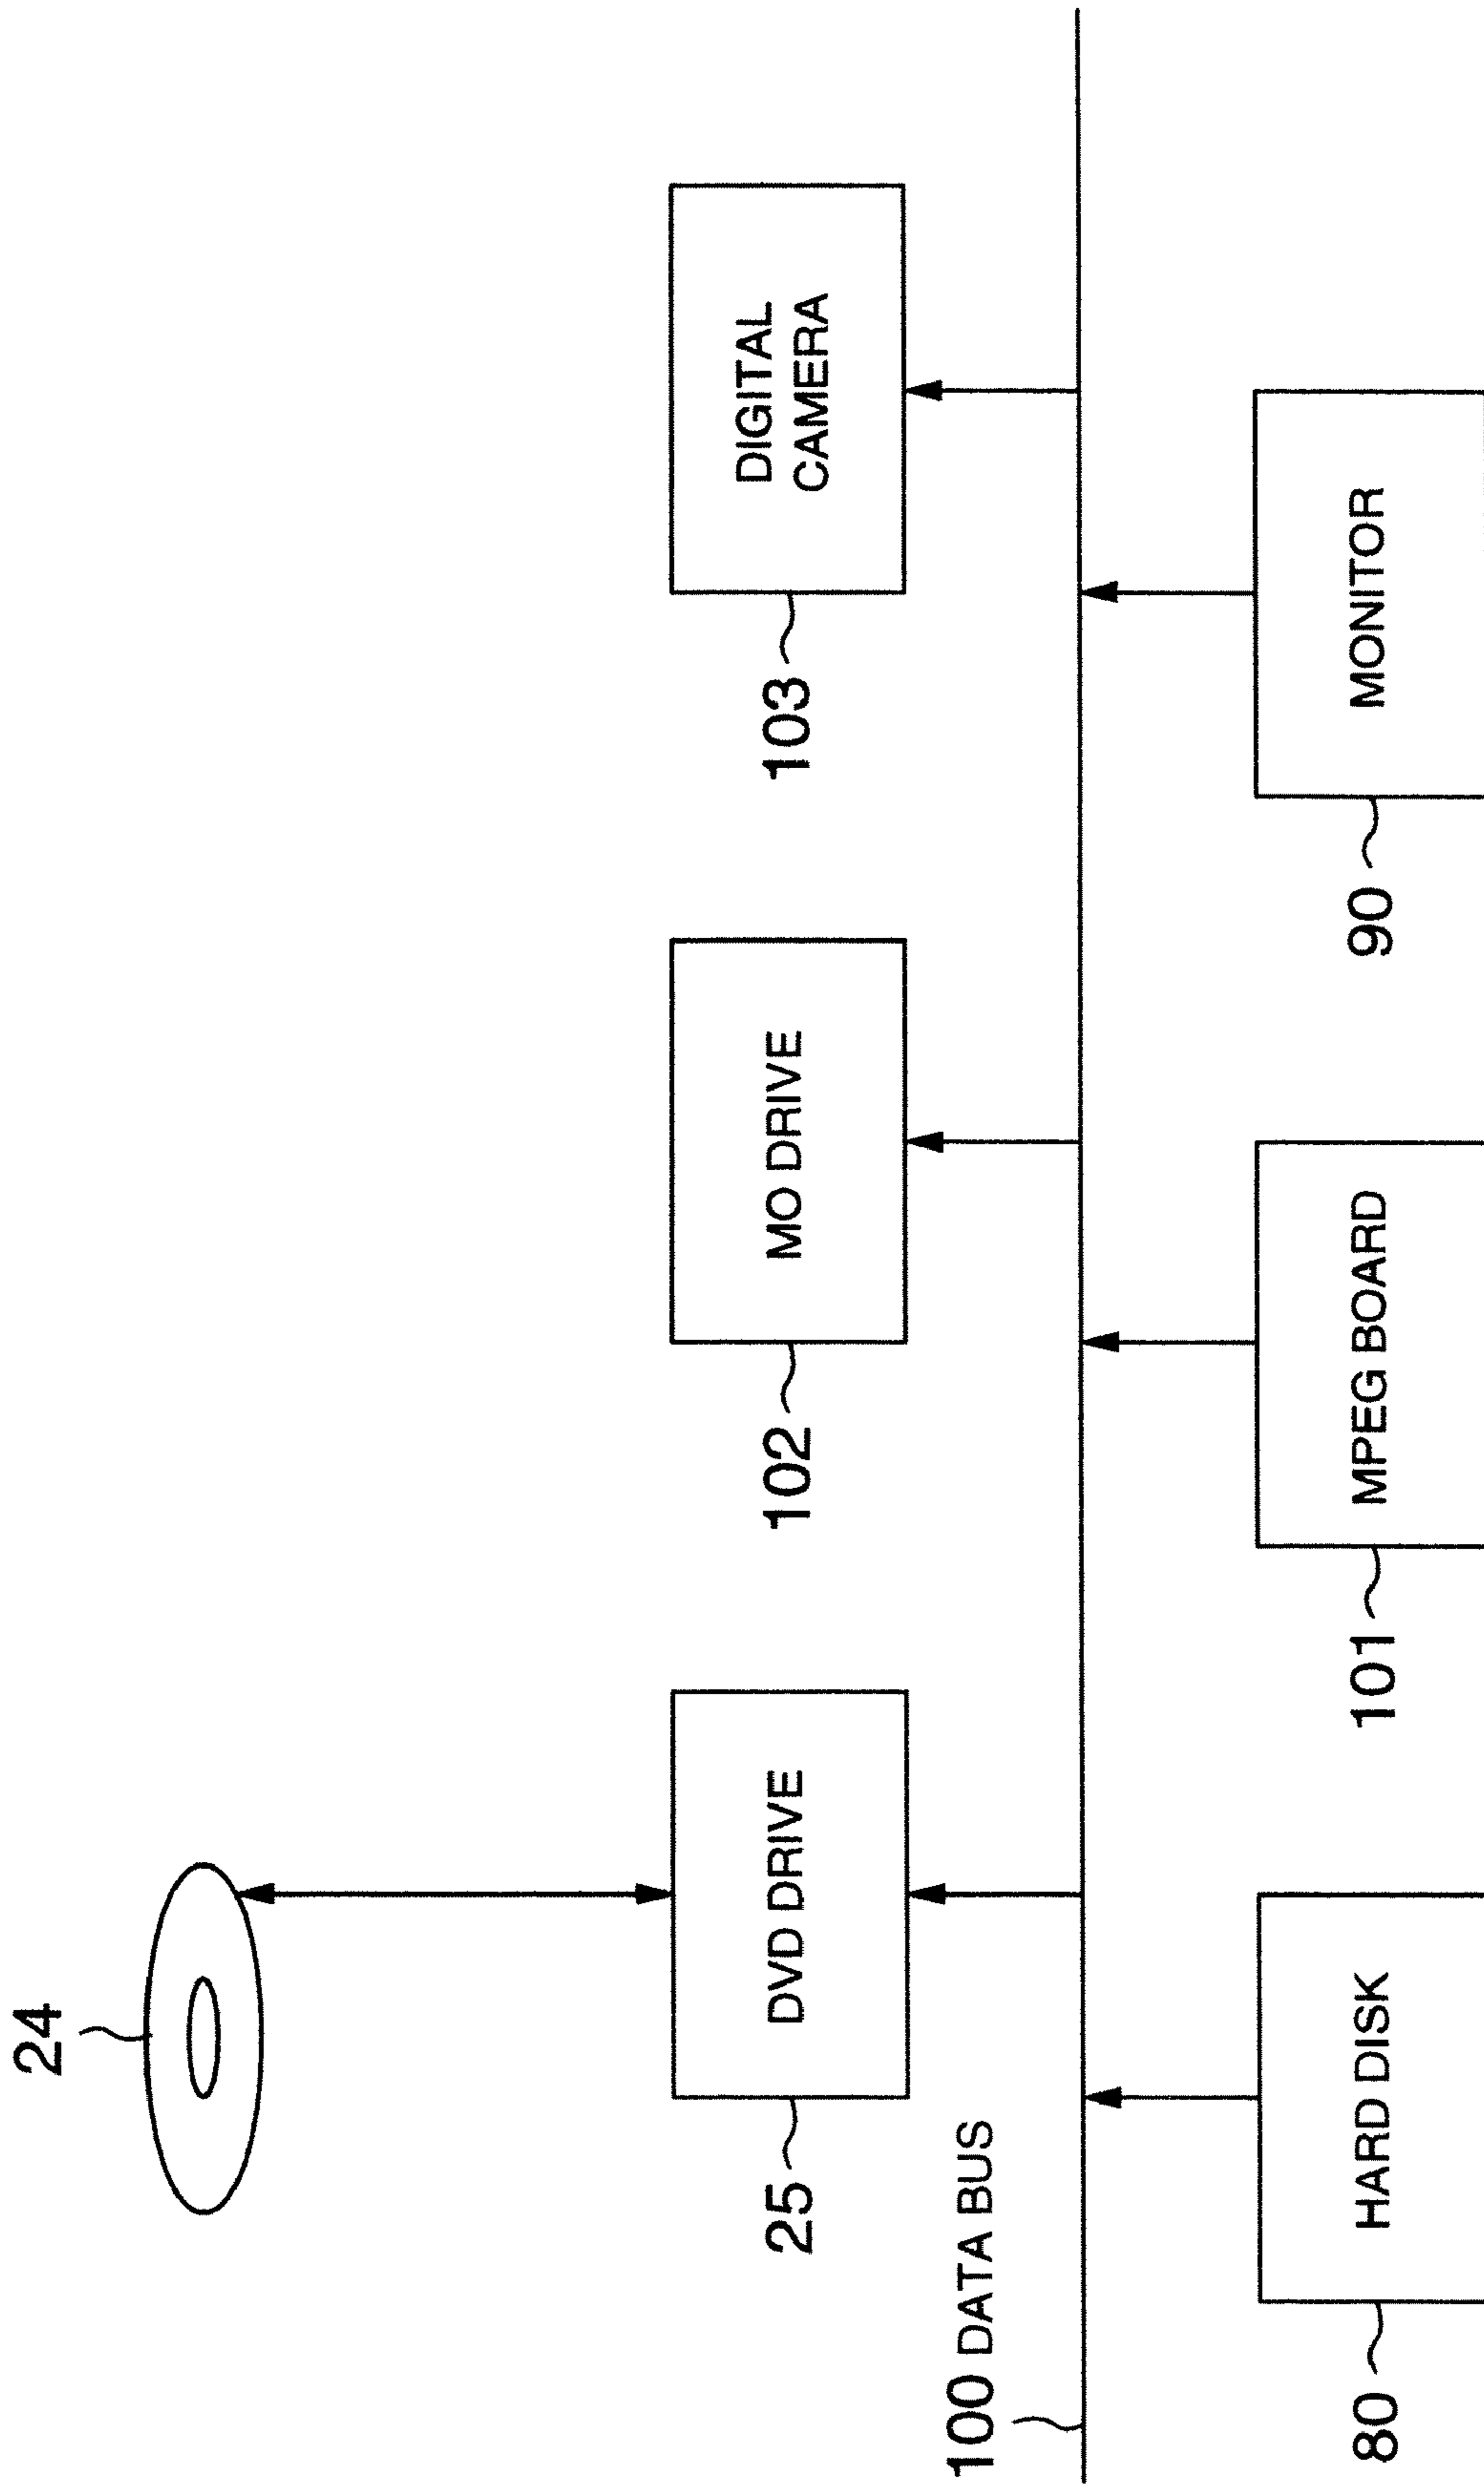 24
DVD DRIVE
25
MO DRIVE
102
DIGITAL
CAMERA
103
100 DATA BUS
HARD DISK
80
MPEG BOARD
101
MONITOR
90